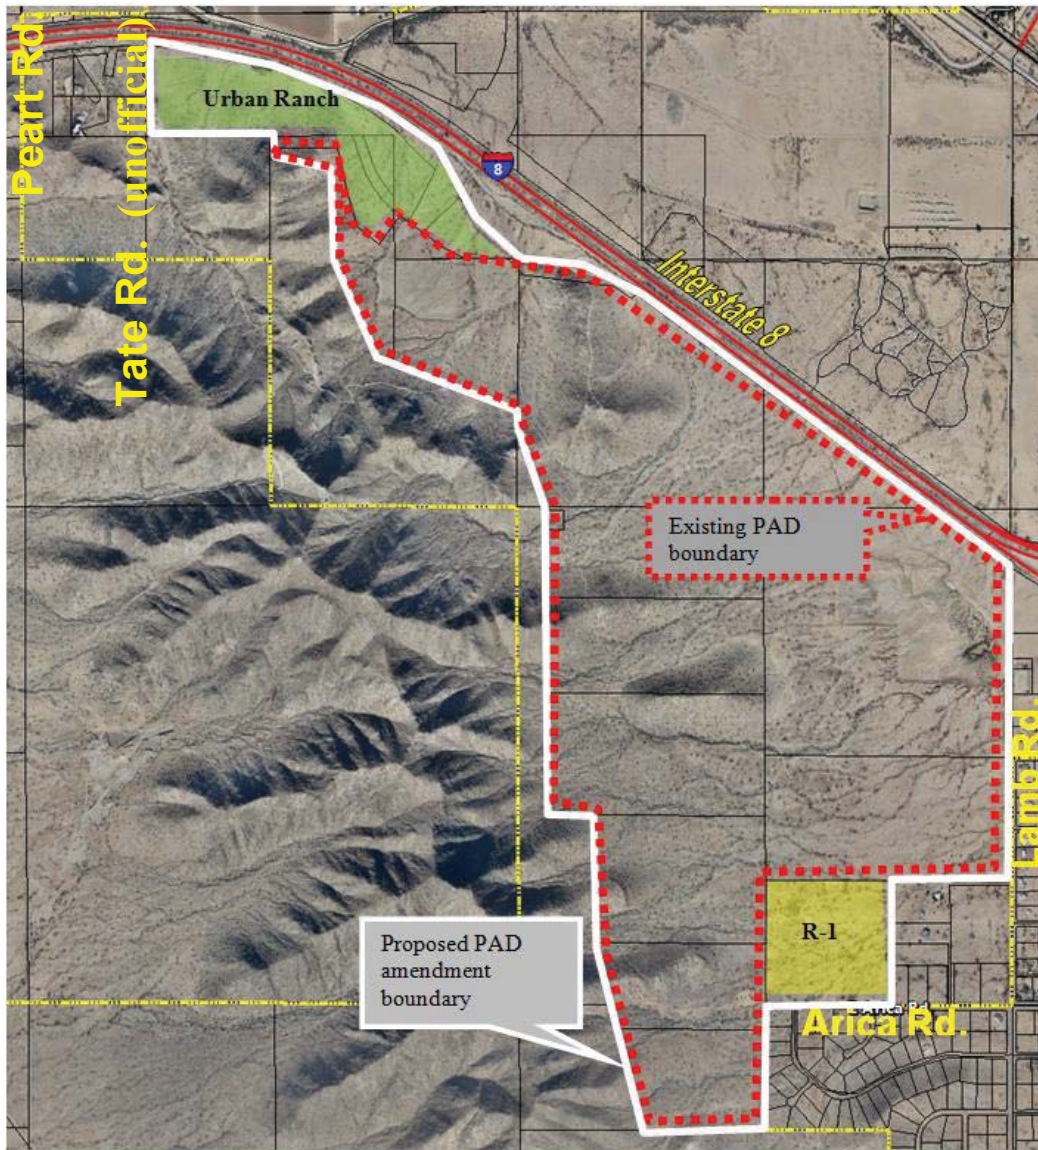 Peart Rd.
Tate Rd. (unofficial)
Urban Ranch
8
Interstate 8
Existing PAD
boundary
Lamb Rd.
Proposed PAD
amendment
boundary
R-1
E Arica Rd
Arica Rd.